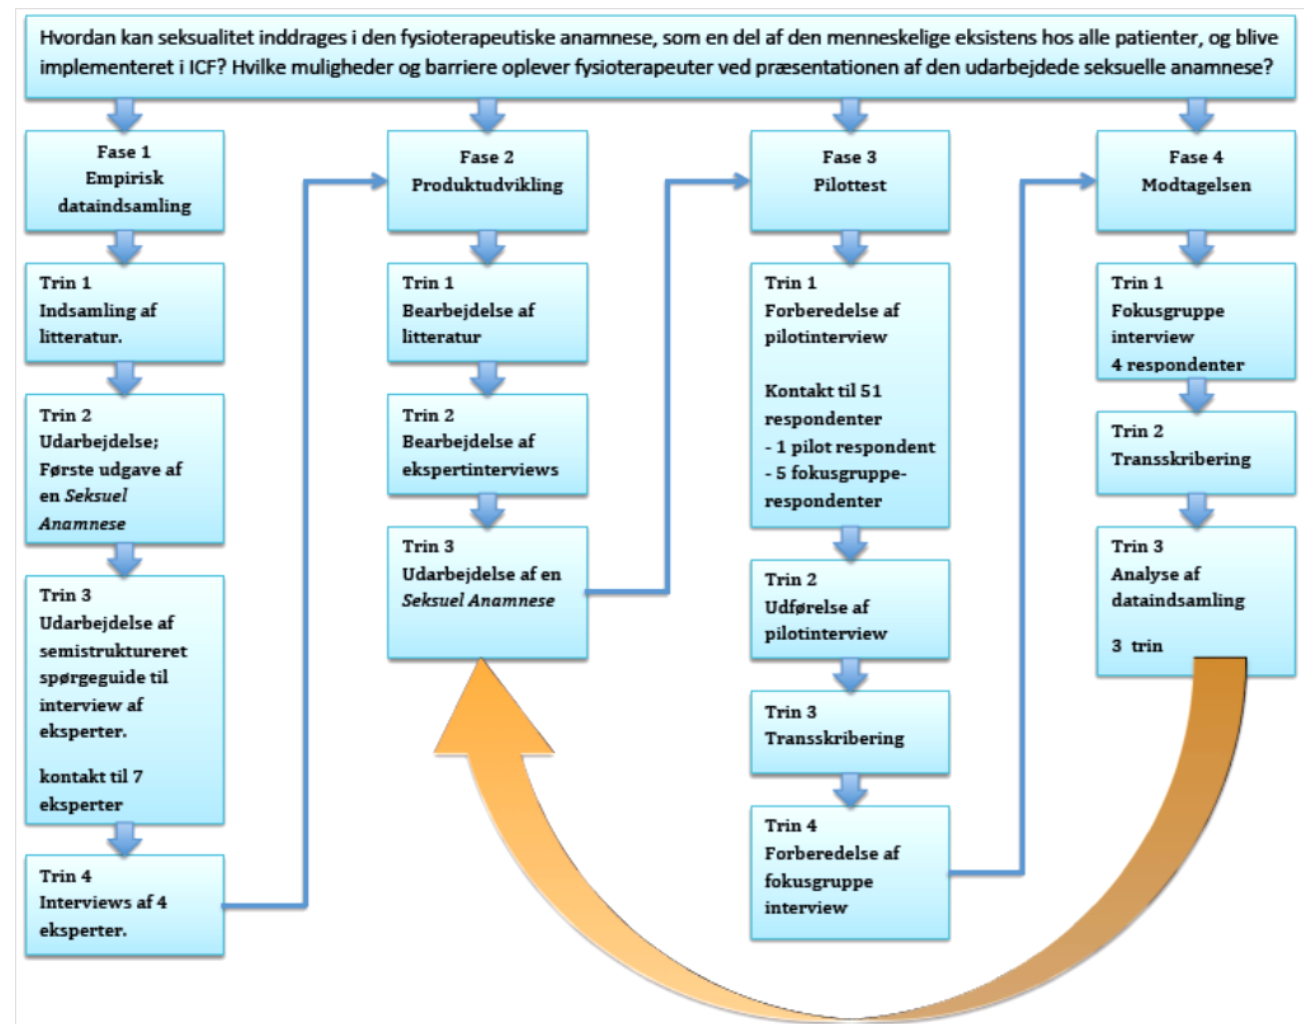 Hvordan kan seksualitet inddrages i den fysioterapeutiske anamnese, som en del af den menneskelige eksistens hos alle patienter, og blive
implementeret i ICF? Hvilke muligheder og barriere oplever fysioterapeuter ved præsentationen af den udarbejdede seksuelle anamnese?
Fase 1
Empirisk
dataindsamling
Trin 1
Indsamling af
litteratur.
Trin 2
Udarbejdelse;
Første udgave af
en Seksuel
Anamnese
Trin 3
Udarbejdelse af
semistruktureret
spørgeguide til
interview af
eksperter.
kontakt til 7
eksperter
Trin 4
Interviews af 4
eksperter.
Fase 2
Produktudvikling
Trin 1
Bearbejdelse af
litteratur
Trin 2
Bearbejdelse af
ekspertinterviews
Trin 3
Udarbejdelse af en
Seksuel Anamnese
Fase 3
Pilottest
Trin 1
Forberedelse af
pilotinterview
Kontakt til 51
respondenter
- 1 pilot respondent
- 5 fokusgruppe-
respondenter
Trin 2
Udførelse af
pilotinterview
Trin 3
Transskribering
Trin 4
Forberedelse af
fokusgruppe
interview
Fase 4
Modtagelsen
Trin 1
Fokusgruppe
interview
4 respondenter
Trin 2
Transskribering
Trin 3
Analyse af
dataindsamling
3 trin